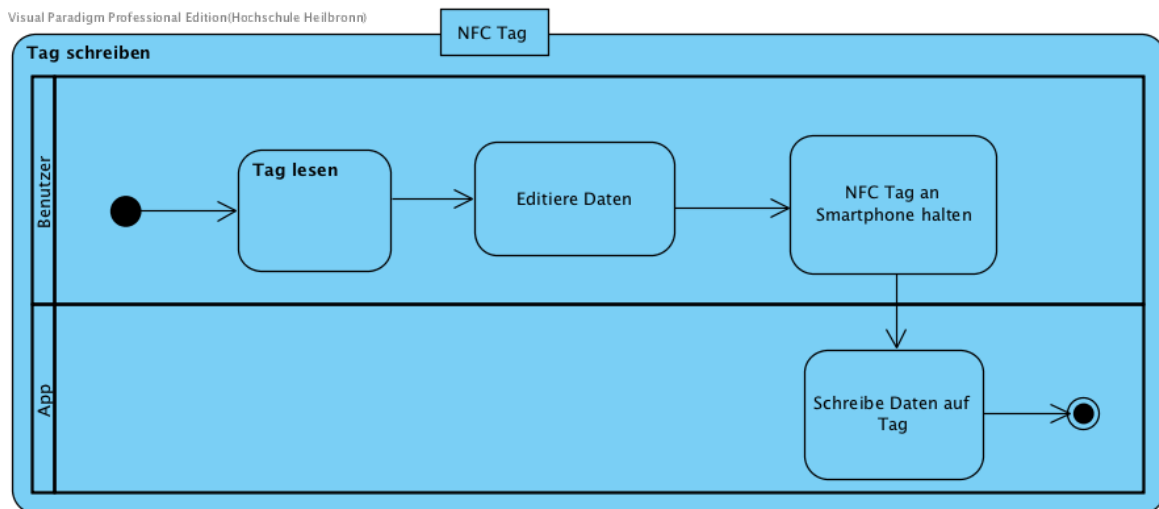 Visual Paradigm Professional Edition(Hochschule Heilbronn)
NFC Tag
Tag schreiben
Benutzer
Tag lesen
Editiere Daten
NFC Tag an
Smartphone halten
App
Schreibe Daten auf
Tag